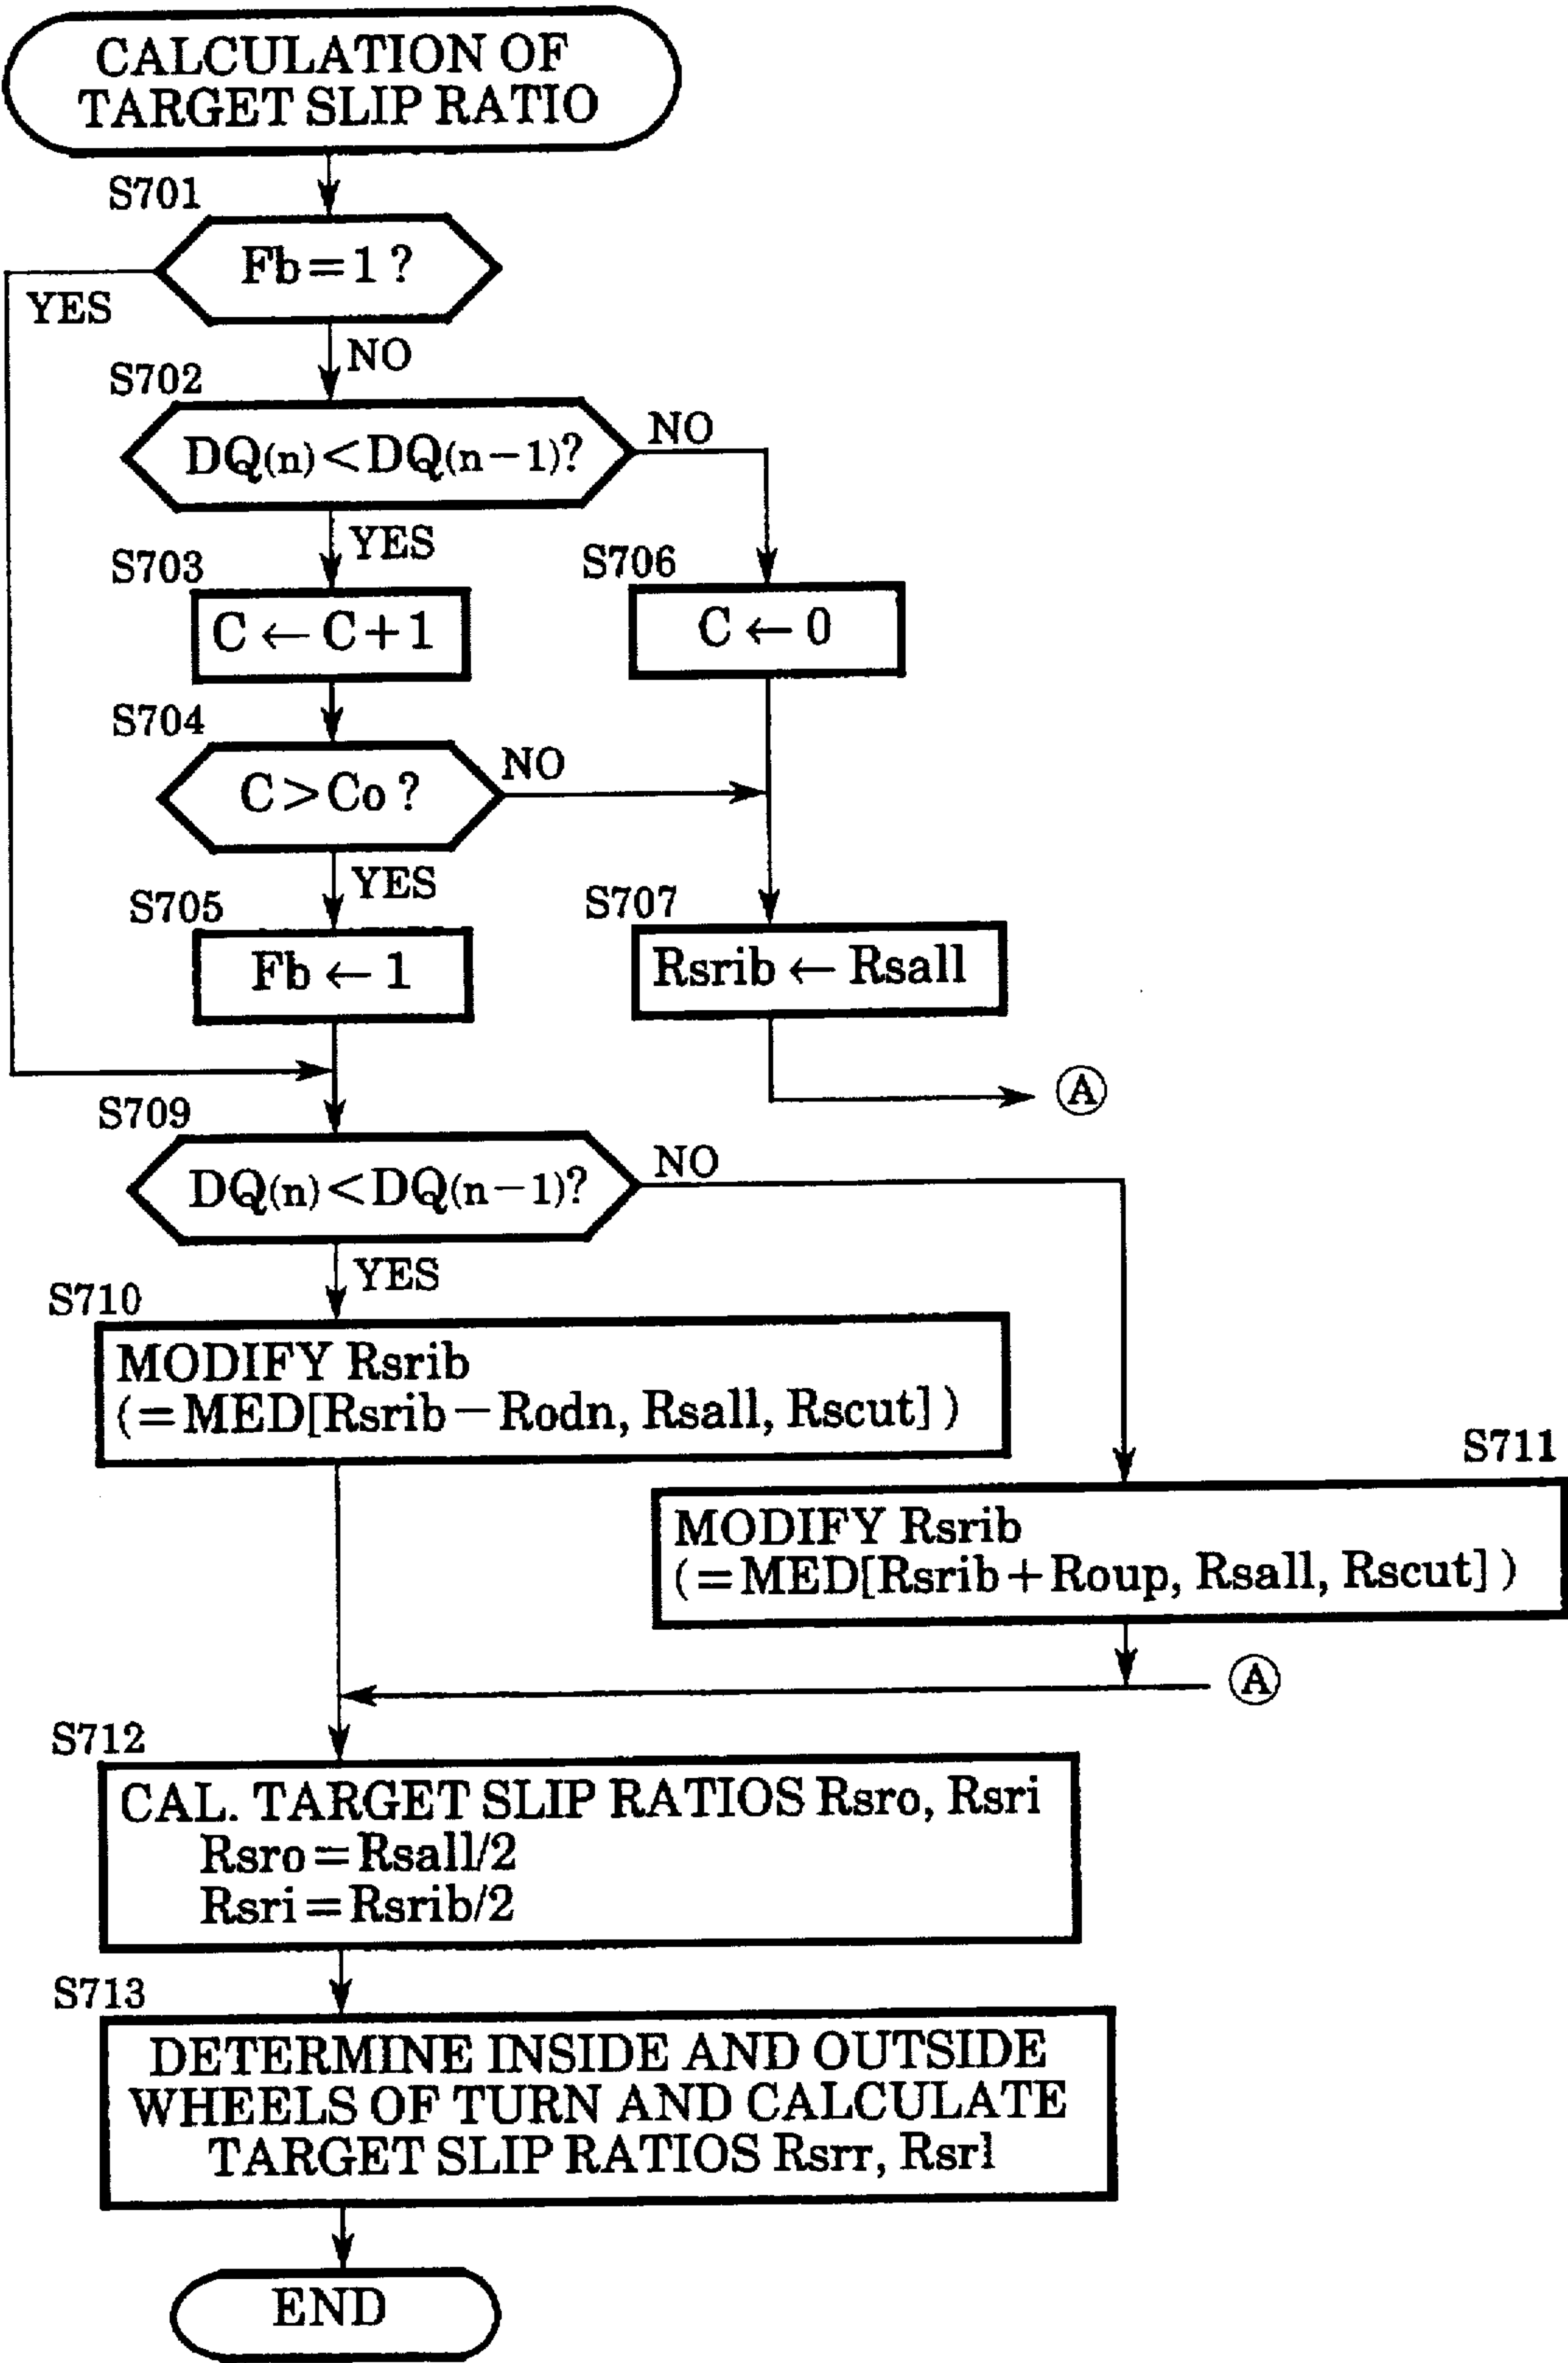 CALCULATION OF
TARGET SLIP RATIO
S701
Fb=1?
YES
NO
S702
DQ(n)<DQ(n-1)?
NO
YES
S703
C←C+1
S706
C←0
S704
C>Co?
NO
YES
S705
Fb←1
S707
Rsrib←Rsall
A
S709
DQ(n)<DQ(n-1)?
NO
YES
S710
MODIFY Rsrib
(=MED[Rsrib-Rodn, Rsall, Rscut])
S711
MODIFY Rsrib
(=MED[Rsrib+Roup, Rsall, Rscut])
A
S712
CAL. TARGET SLIP RATIOS Rsro, Rsri
Rsro=Rsall/2
Rsri=Rsrib/2
S713
DETERMINE INSIDE AND OUTSIDE
WHEELS OF TURN AND CALCULATE
TARGET SLIP RATIOS Rsrr, Rsrl
END